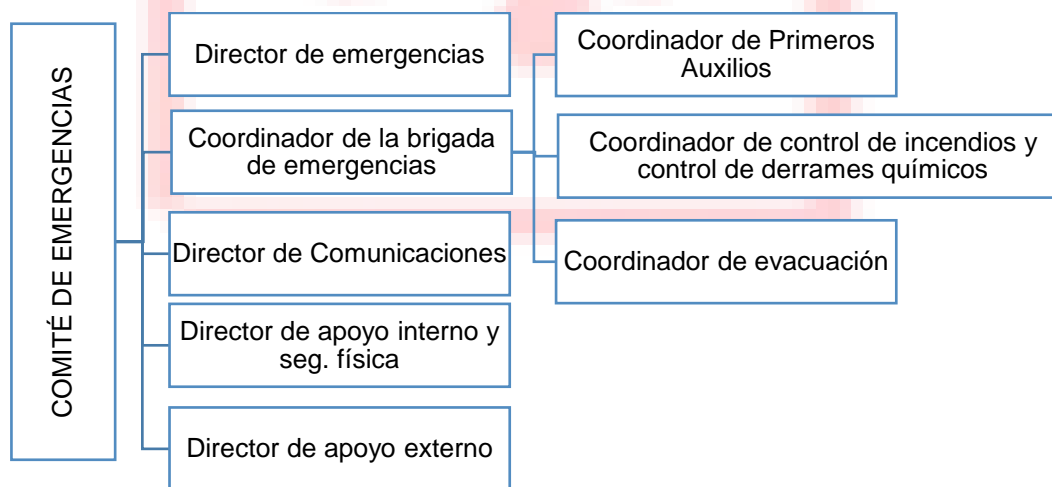 COMITÉ DE EMERGENCIAS
Director de emergencias
Coordinador de la brigada
de emergencias
Director de Comunicaciones
Director de apoyo interno y
seg. física
Director de apoyo externo
Coordinador de Primeros
Auxilios
Coordinador de control de incendios y
control de derrames químicos
Coordinador de evacuación